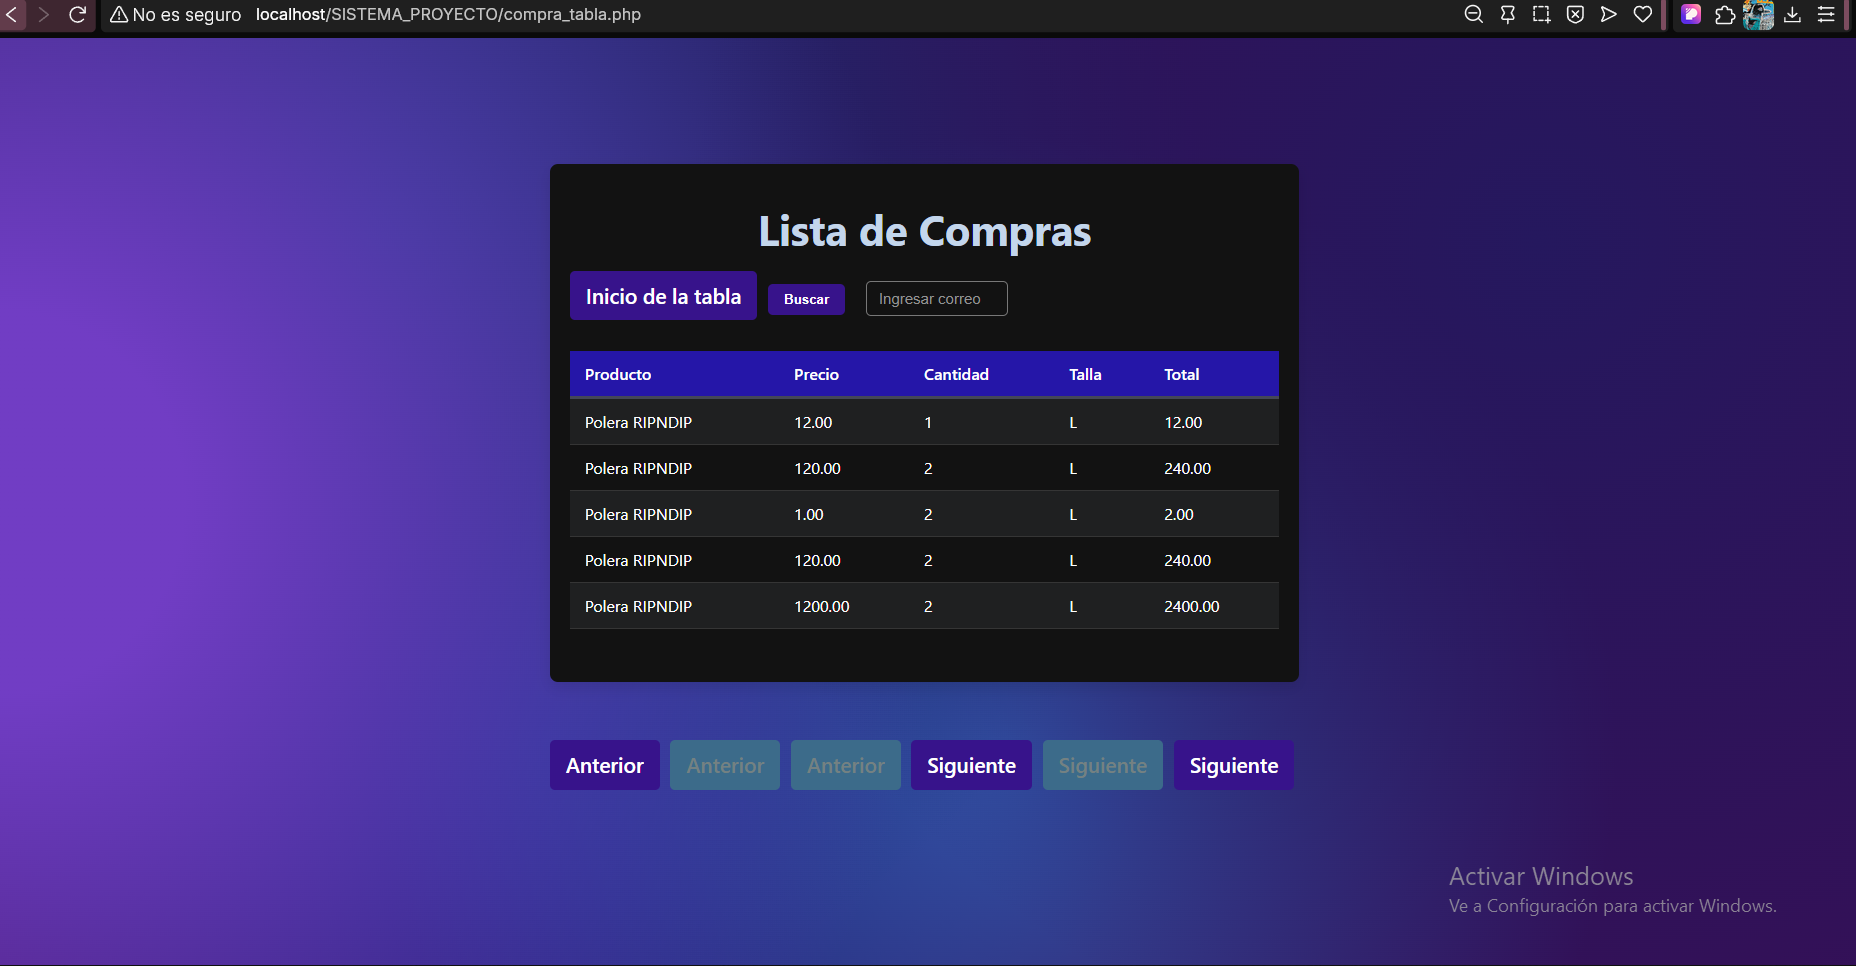 No es seguro localhost/SISTEMA_PROYECTO/compra_tabla.php
Lista de Compras
Inicio de la tabla Buscar Ingresar correo
Producto Precio Cantidad Talla Total
Polera RIPNDIP 12.00 1 L 12.00
Polera RIPNDIP 120.00 2 L 240.00
Polera RIPNDIP 1.00 2 L 2.00
Polera RIPNDIP 120.00 2 L 240.00
Polera RIPNDIP 1200.00 2 L 2400.00
Anterior Anterior Anterior Siguiente Siguiente Siguiente
Activar Windows
Ve a Configuración para activar Windows.